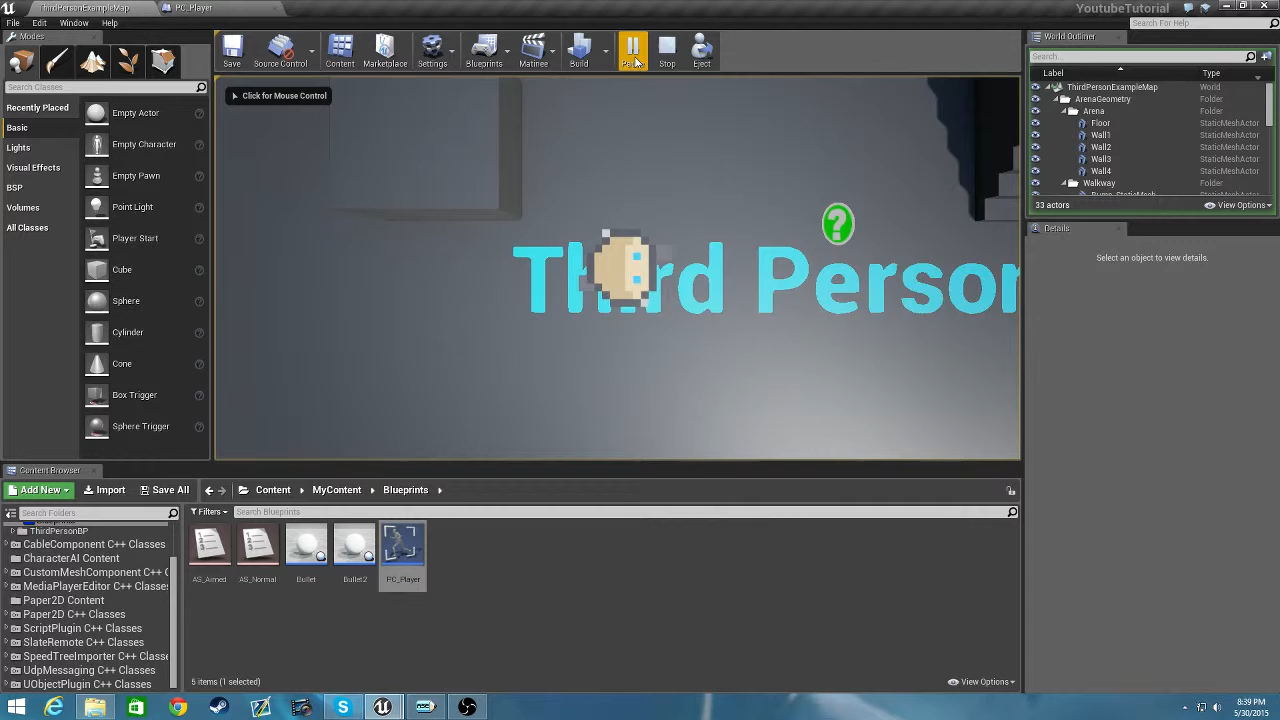 ThirdPersonExampleMap
PC_Player
YoutubeTutorial
File
Edit
Window
Help
Search For Help
Modes
Save
Source Control
Content
Marketplace
Settings
Blueprints
Matinee
Build
Pause
Stop
Eject
World Outliner
Search...
Label
Type
ThirdPersonExampleMap
World
ArenaGeometry
Folder
Arena
Folder
Floor
StaticMeshActor
Wall1
StaticMeshActor
Wall2
StaticMeshActor
Wall3
StaticMeshActor
Wall4
StaticMeshActor
Walkway
Folder
33 actors
View Options
Details
Select an object to view details.
Search Classes
Recently Played
Basic
Lights
Visual Effects
BSP
Volumes
All Classes
Empty Actor
Empty Character
Empty Pawn
Point Light
Player Start
Cube
Sphere
Cylinder
Cone
Box Trigger
Sphere Trigger
Click for Mouse Control
Third Person
?
Content Browser
Add New
Import
Save All
Content
MyContent
Blueprints
Search Folders
Filters
Search Blueprints
ThirdPersonBP
CableComponent C++ Classes
CharacterAI Content
CustomMeshComponent C++ C
MediaPlayerEditor C++ Classes
Paper2D Content
Paper2D C++ Classes
ScriptPlugin C++ Classes
SlateRemote C++ Classes
SpeedTreeImporter C++ Classe
UdpMessaging C++ Classes
UObjectPlugin C++ Classes
AS_Aimed
AS_Normal
Bullet
Bullet2
PC_Player
5 items (1 selected)
View Options
8:39 PM
5/30/2015